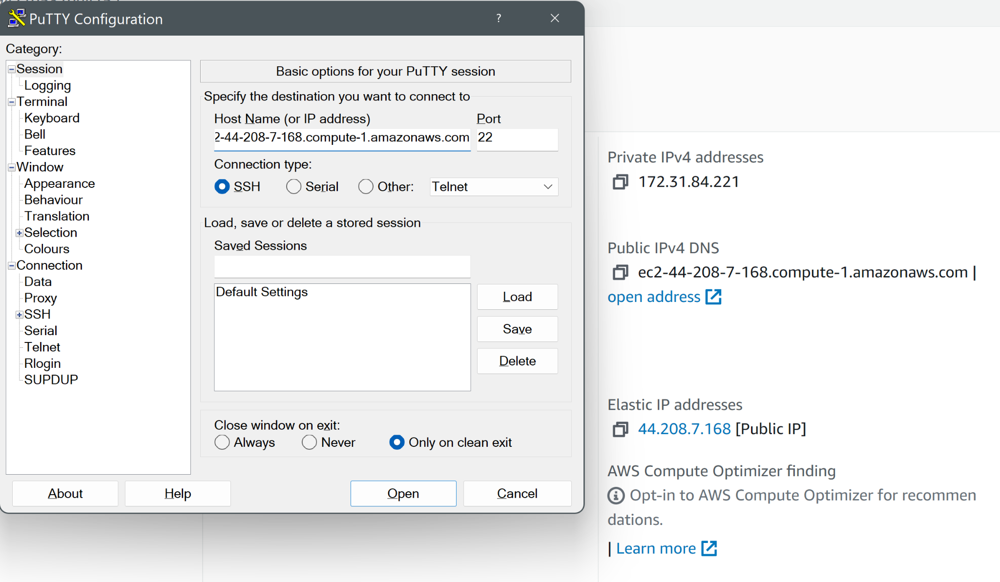 PuTTY Configuration
?
Category:
Session
Logging
Terminal
Keyboard
Bell
Features
Window
Appearance
Behaviour
Translation
Selection
Colours
Connection
Data
Proxy
SSH
Serial
Telnet
Rlogin
SUPDUP
Basic options for your PuTTY session
Specify the destination you want to connect to
Host Name (or IP address) Port
2-44-208-7-168.compute-1.amazonaws.com 22
Connection type:
SSH Serial Other: Telnet
Load, save or delete a stored session
Saved Sessions
Default Settings
Load
Save
Delete
Close window on exit:
Always Never Only on clean exit
About Help Open Cancel
Private IPv4 addresses
172.31.84.221
Public IPv4 DNS
ec2-44-208-7-168.compute-1.amazonaws.com |
open address
Elastic IP addresses
44.208.7.168 [Public IP]
AWS Compute Optimizer finding
Opt-in to AWS Compute Optimizer for recommen
dations.
| Learn more